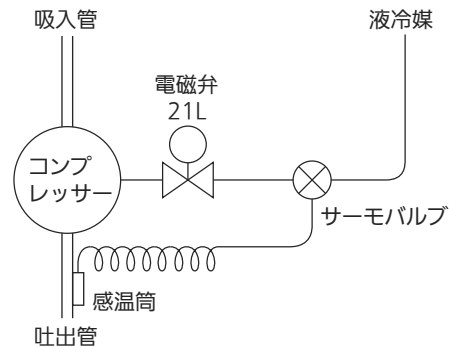 吸入管
液冷媒
電磁弁
21L
コンプ
レッサー
サーモバルブ
感温筒
吐出管